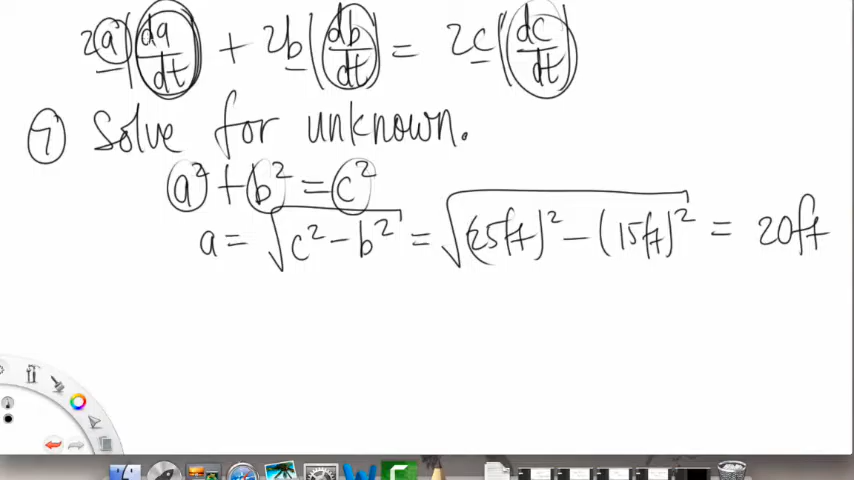 2a(da/dt) + 2b(db/dt) = 2c(dc/dt)
⑦ Solve for unknown.
a² + b² = c²
a = √(c² − b²) = √((25ft)² − (15ft)²) = 20ft